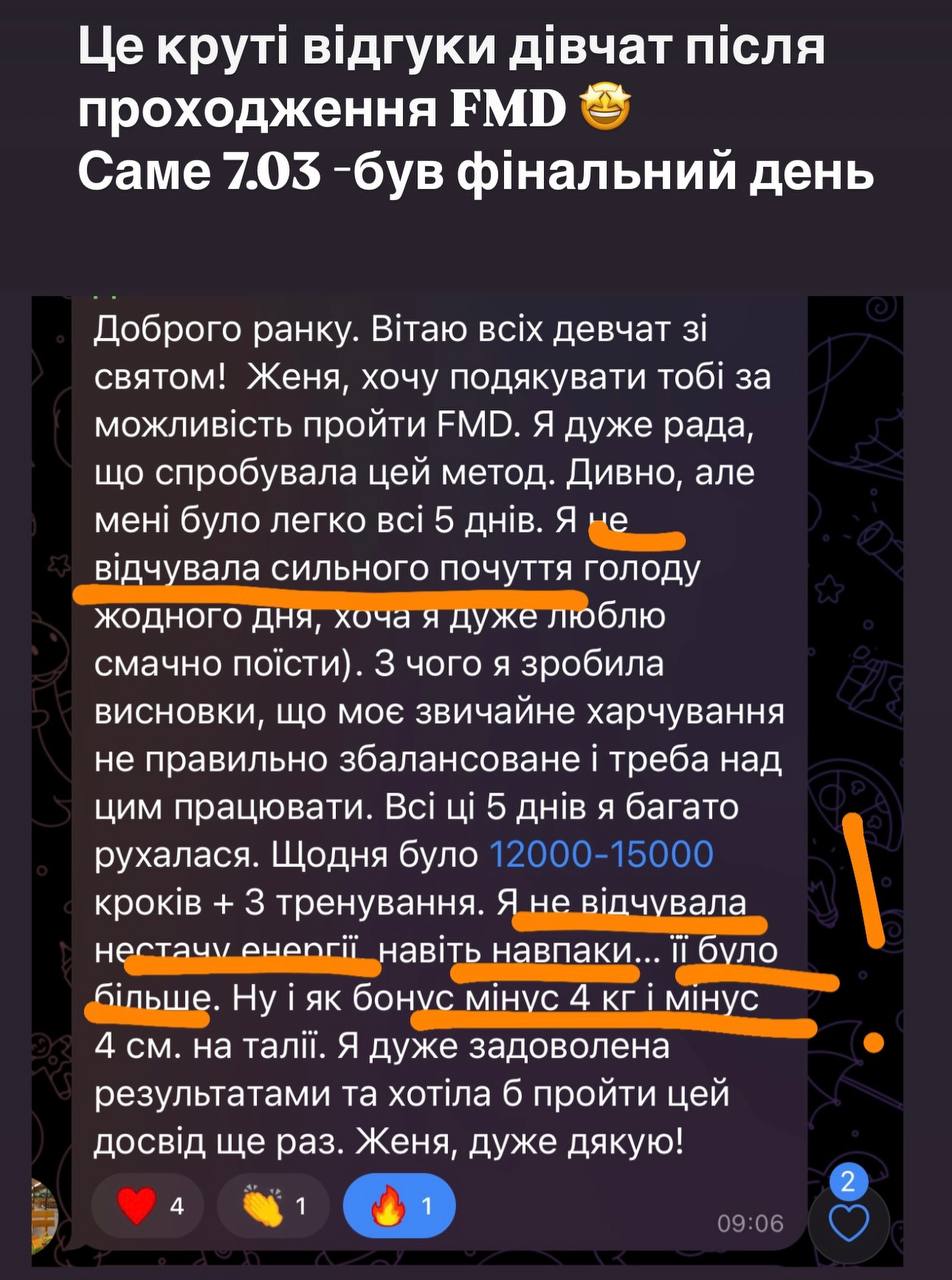 Це круті відгуки дівчат після
проходження FMD 🤩
Саме 7.03 -був фінальний день
Доброго ранку. Вітаю всіх девчат зі
святом! Женя, хочу подякувати тобі за
можливість пройти FMD. Я дуже рада,
що спробувала цей метод. Дивно, але
мені було легко всі 5 днів. Я не
відчувала сильного почуття голоду
жодного дня, хоча я дуже люблю
смачно поїсти). З чого я зробила
висновки, що моє звичайне харчування
не правильно збалансоване і треба над
цим працювати. Всі ці 5 днів я багато
рухалася. Щодня було 12000-15000
кроків + 3 тренування. Я не відчувала
нестачу енергії, навіть навпаки... її було
більше. Ну і як бонус мінус 4 кг і мінус
4 см. на талії. Я дуже задоволена
результатами та хотіла б пройти цей
досвід ще раз. Женя, дуже дякую!
❤️ 4 👏 1 🔥 1
09:06
2